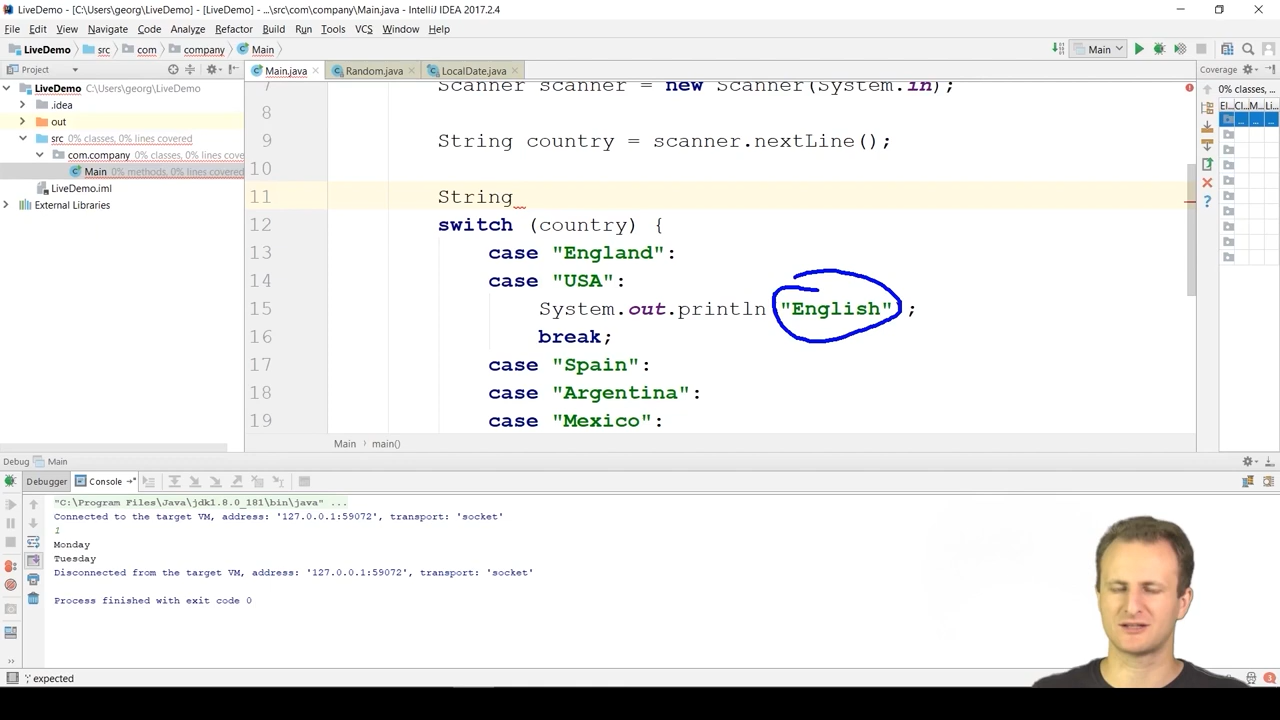 LiveDemo - [C:\Users\georg\LiveDemo] - [LiveDemo] - ...\src\com\company\Main.java - IntelliJ IDEA 2017.2.4
File Edit View Navigate Code Analyze Refactor Build Run Tools VCS Window Help
LiveDemo src com company Main Main
Project Main.java Random.java LocalDate.java Coverage
LiveDemo C:\Users\georg\LiveDemo
.idea
out
src 0% classes, 0% lines covered
com.company 0% classes, 0% lines cove
Main 0% methods, 0% lines covered
LiveDemo.iml
External Libraries
7 Scanner scanner = new Scanner(System.in);
8
9 String country = scanner.nextLine();
10
11 String
12 switch (country) {
13 case "England":
14 case "USA":
15 System.out.println "English" ;
16 break;
17 case "Spain":
18 case "Argentina":
19 case "Mexico":
Main main()
0% classes, ...
El... Cl... M... Li...
... ... ...
Debug Main
Debugger Console
"C:\Program Files\Java\jdk1.8.0_181\bin\java" ...
Connected to the target VM, address: '127.0.0.1:59072', transport: 'socket'
1
Monday
Tuesday
Disconnected from the target VM, address: '127.0.0.1:59072', transport: 'socket'
Process finished with exit code 0
';' expected
3